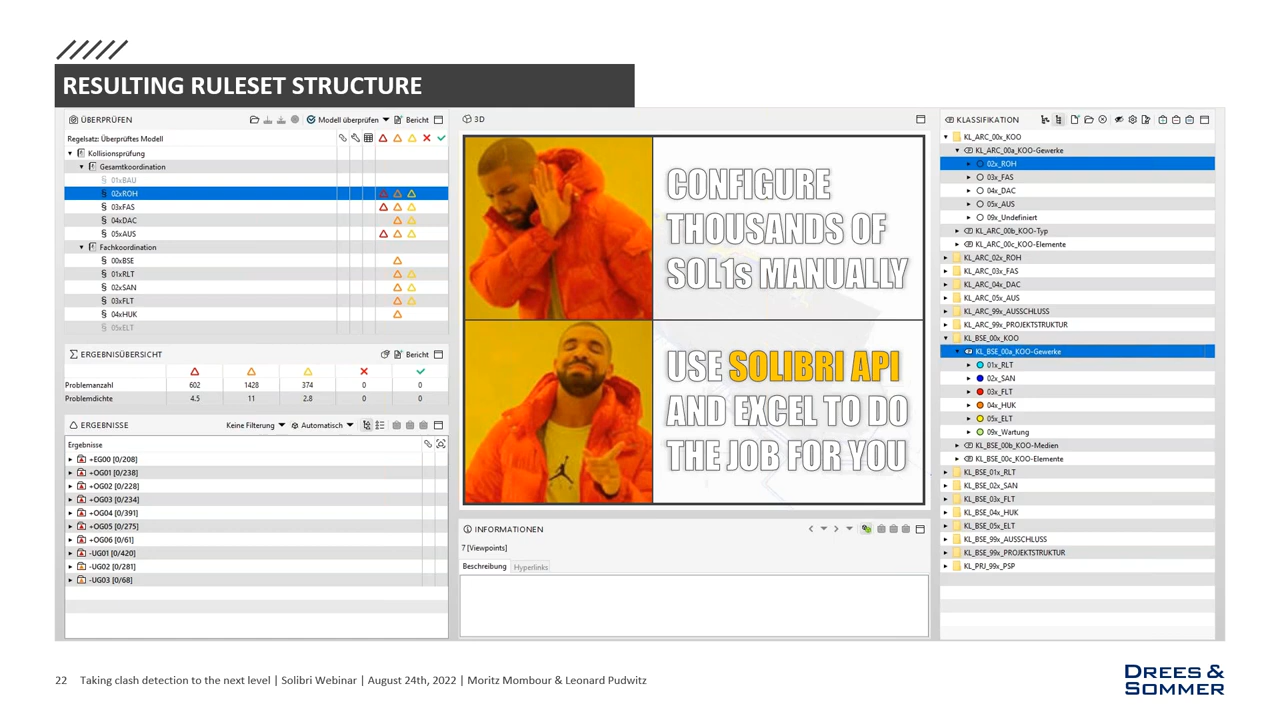 RESULTING RULESET STRUCTURE
ÜBERPRÜFEN
Modell überprüfen
Bericht
Regelsatz: Überprüftes Modell
Kollisionsprüfung
Gesamtkoordination
01xBAU
02xROH
03xFAS
04xDAC
05xAUS
Fachkoordination
00xBSE
01xRLT
02xSAN
03xFLT
04xHUK
05xELT
ERGEBNISÜBERSICHT
Bericht
Problemanzahl 602 1428 374 0 0
Problemdichte 4.5 11 2.8 0 0
ERGEBNISSE
Keine Filterung
Automatisch
Ergebnisse
+EG00 [0/208]
+OG01 [0/238]
+OG02 [0/228]
+OG03 [0/234]
+OG04 [0/391]
+OG05 [0/275]
+OG06 [0/61]
-UG01 [0/420]
-UG02 [0/281]
-UG03 [0/68]
3D
CONFIGURE
THOUSANDS OF
SOL1s MANUALLY
USE SOLIBRI API
AND EXCEL TO DO
THE JOB FOR YOU
INFORMATIONEN
7 [Viewpoints]
Beschreibung Hyperlinks
KLASSIFIKATION
KL_ARC_00x_KOO
KL_ARC_00a_KOO-Gewerke
02x_ROH
03x_FAS
04x_DAC
05x_AUS
09x_Undefiniert
KL_ARC_00b_KOO-Typ
KL_ARC_00c_KOO-Elemente
KL_ARC_02x_ROH
KL_ARC_03x_FAS
KL_ARC_04x_DAC
KL_ARC_05x_AUS
KL_ARC_99x_AUSSCHLUSS
KL_ARC_99x_PROJEKTSTRUKTUR
KL_BSE_00x_KOO
KL_BSE_00a_KOO-Gewerke
01x_RLT
02x_SAN
03x_FLT
04x_HUK
05x_ELT
09x_Wartung
KL_BSE_00b_KOO-Medien
KL_BSE_00c_KOO-Elemente
KL_BSE_01x_RLT
KL_BSE_02x_SAN
KL_BSE_03x_FLT
KL_BSE_04x_HUK
KL_BSE_05x_ELT
KL_BSE_99x_AUSSCHLUSS
KL_BSE_99x_PROJEKTSTRUKTUR
KL_PRJ_99x_PSP
22 Taking clash detection to the next level | Solibri Webinar | August 24th, 2022 | Moritz Mombour & Leonard Pudwitz
DREES &
SOMMER